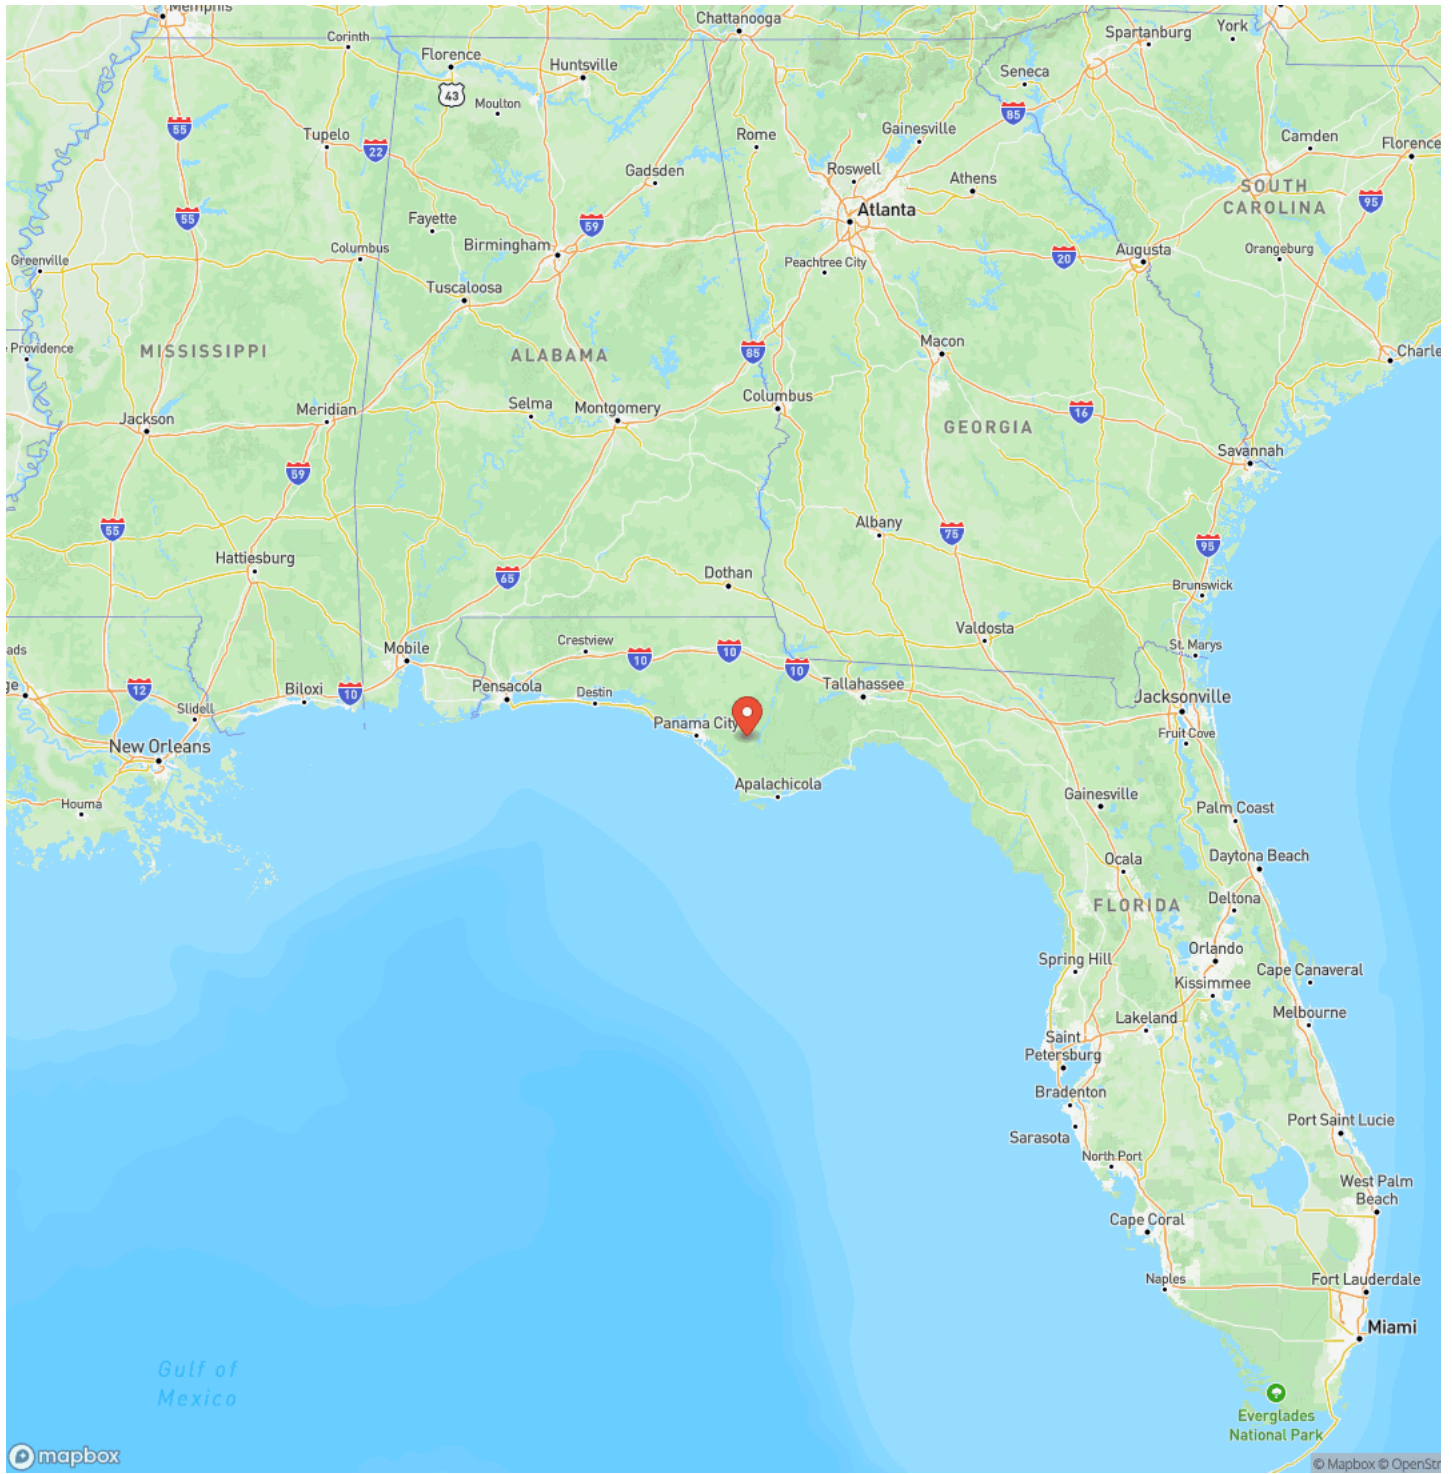 Memphis
Chattanooga
Spartanburg
York
Corinth
Florence
Huntsville
Seneca
43
Moulton
85
55
Tupelo
22
Rome
Gainesville
Camden
Florence
Gadsden
Roswell
Athens
SOUTH
CAROLINA
95
55
Fayette
59
Atlanta
Columbus
Birmingham
20
Augusta
Orangeburg
Greenville
Peachtree City
Tuscaloosa
Providence
MISSISSIPPI
ALABAMA
85
Macon
Charle
Jackson
Meridian
Selma
Montgomery
Columbus
16
GEORGIA
Savannah
59
55
Albany
75
95
Hattiesburg
65
Dothan
Brunswick
Valdosta
Crestview
10
10
10
St. Marys
ads
Mobile
ge
12
Biloxi
10
Pensacola
Destin
Tallahassee
Jacksonville
Slidell
Panama City
Fruit Cove
New Orleans
Apalachicola
Houma
Gainesville
Palm Coast
Ocala
Daytona Beach
FLORIDA
Deltona
Orlando
Spring Hill
Cape Canaveral
Kissimmee
Lakeland
Melbourne
Saint
Petersburg
Bradenton
Port Saint Lucie
Sarasota
North Port
West Palm
Beach
Cape Coral
Naples
Fort Lauderdale
Miami
Gulf of
Mexico
Everglades
National Park
mapbox
© Mapbox © OpenStr